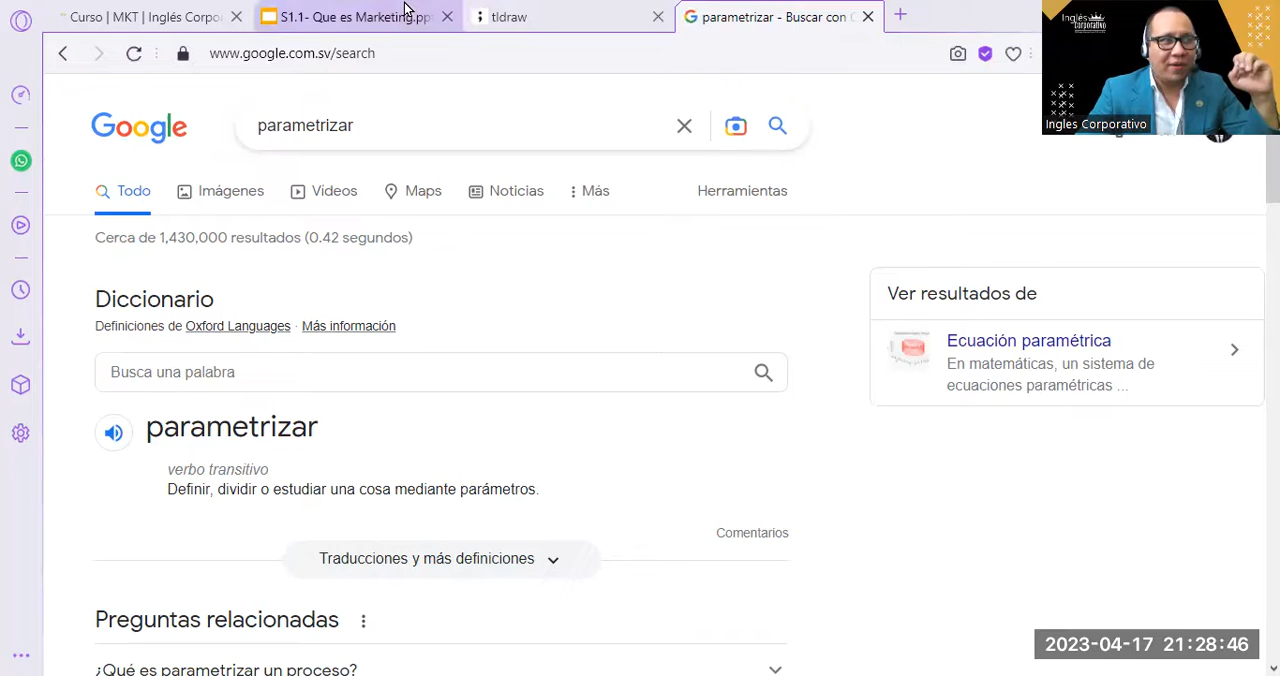 Curso | MKT | Inglés Corpo
S1.1- Que es Marketing.pp
tldraw
parametrizar - Buscar con
www.google.com.sv/search
Inglés
Corporativo
Ingles Corporativo
Google
parametrizar
Todo
Imágenes
Videos
Maps
Noticias
Más
Herramientas
Cerca de 1,430,000 resultados (0.42 segundos)
Diccionario
Definiciones de Oxford Languages · Más información
Busca una palabra
parametrizar
verbo transitivo
Definir, dividir o estudiar una cosa mediante parámetros.
Comentarios
Traducciones y más definiciones
Preguntas relacionadas
¿Qué es parametrizar un proceso?
Ver resultados de
Ecuación paramétrica
En matemáticas, un sistema de
ecuaciones paramétricas ...
2023-04-17 21:28:46